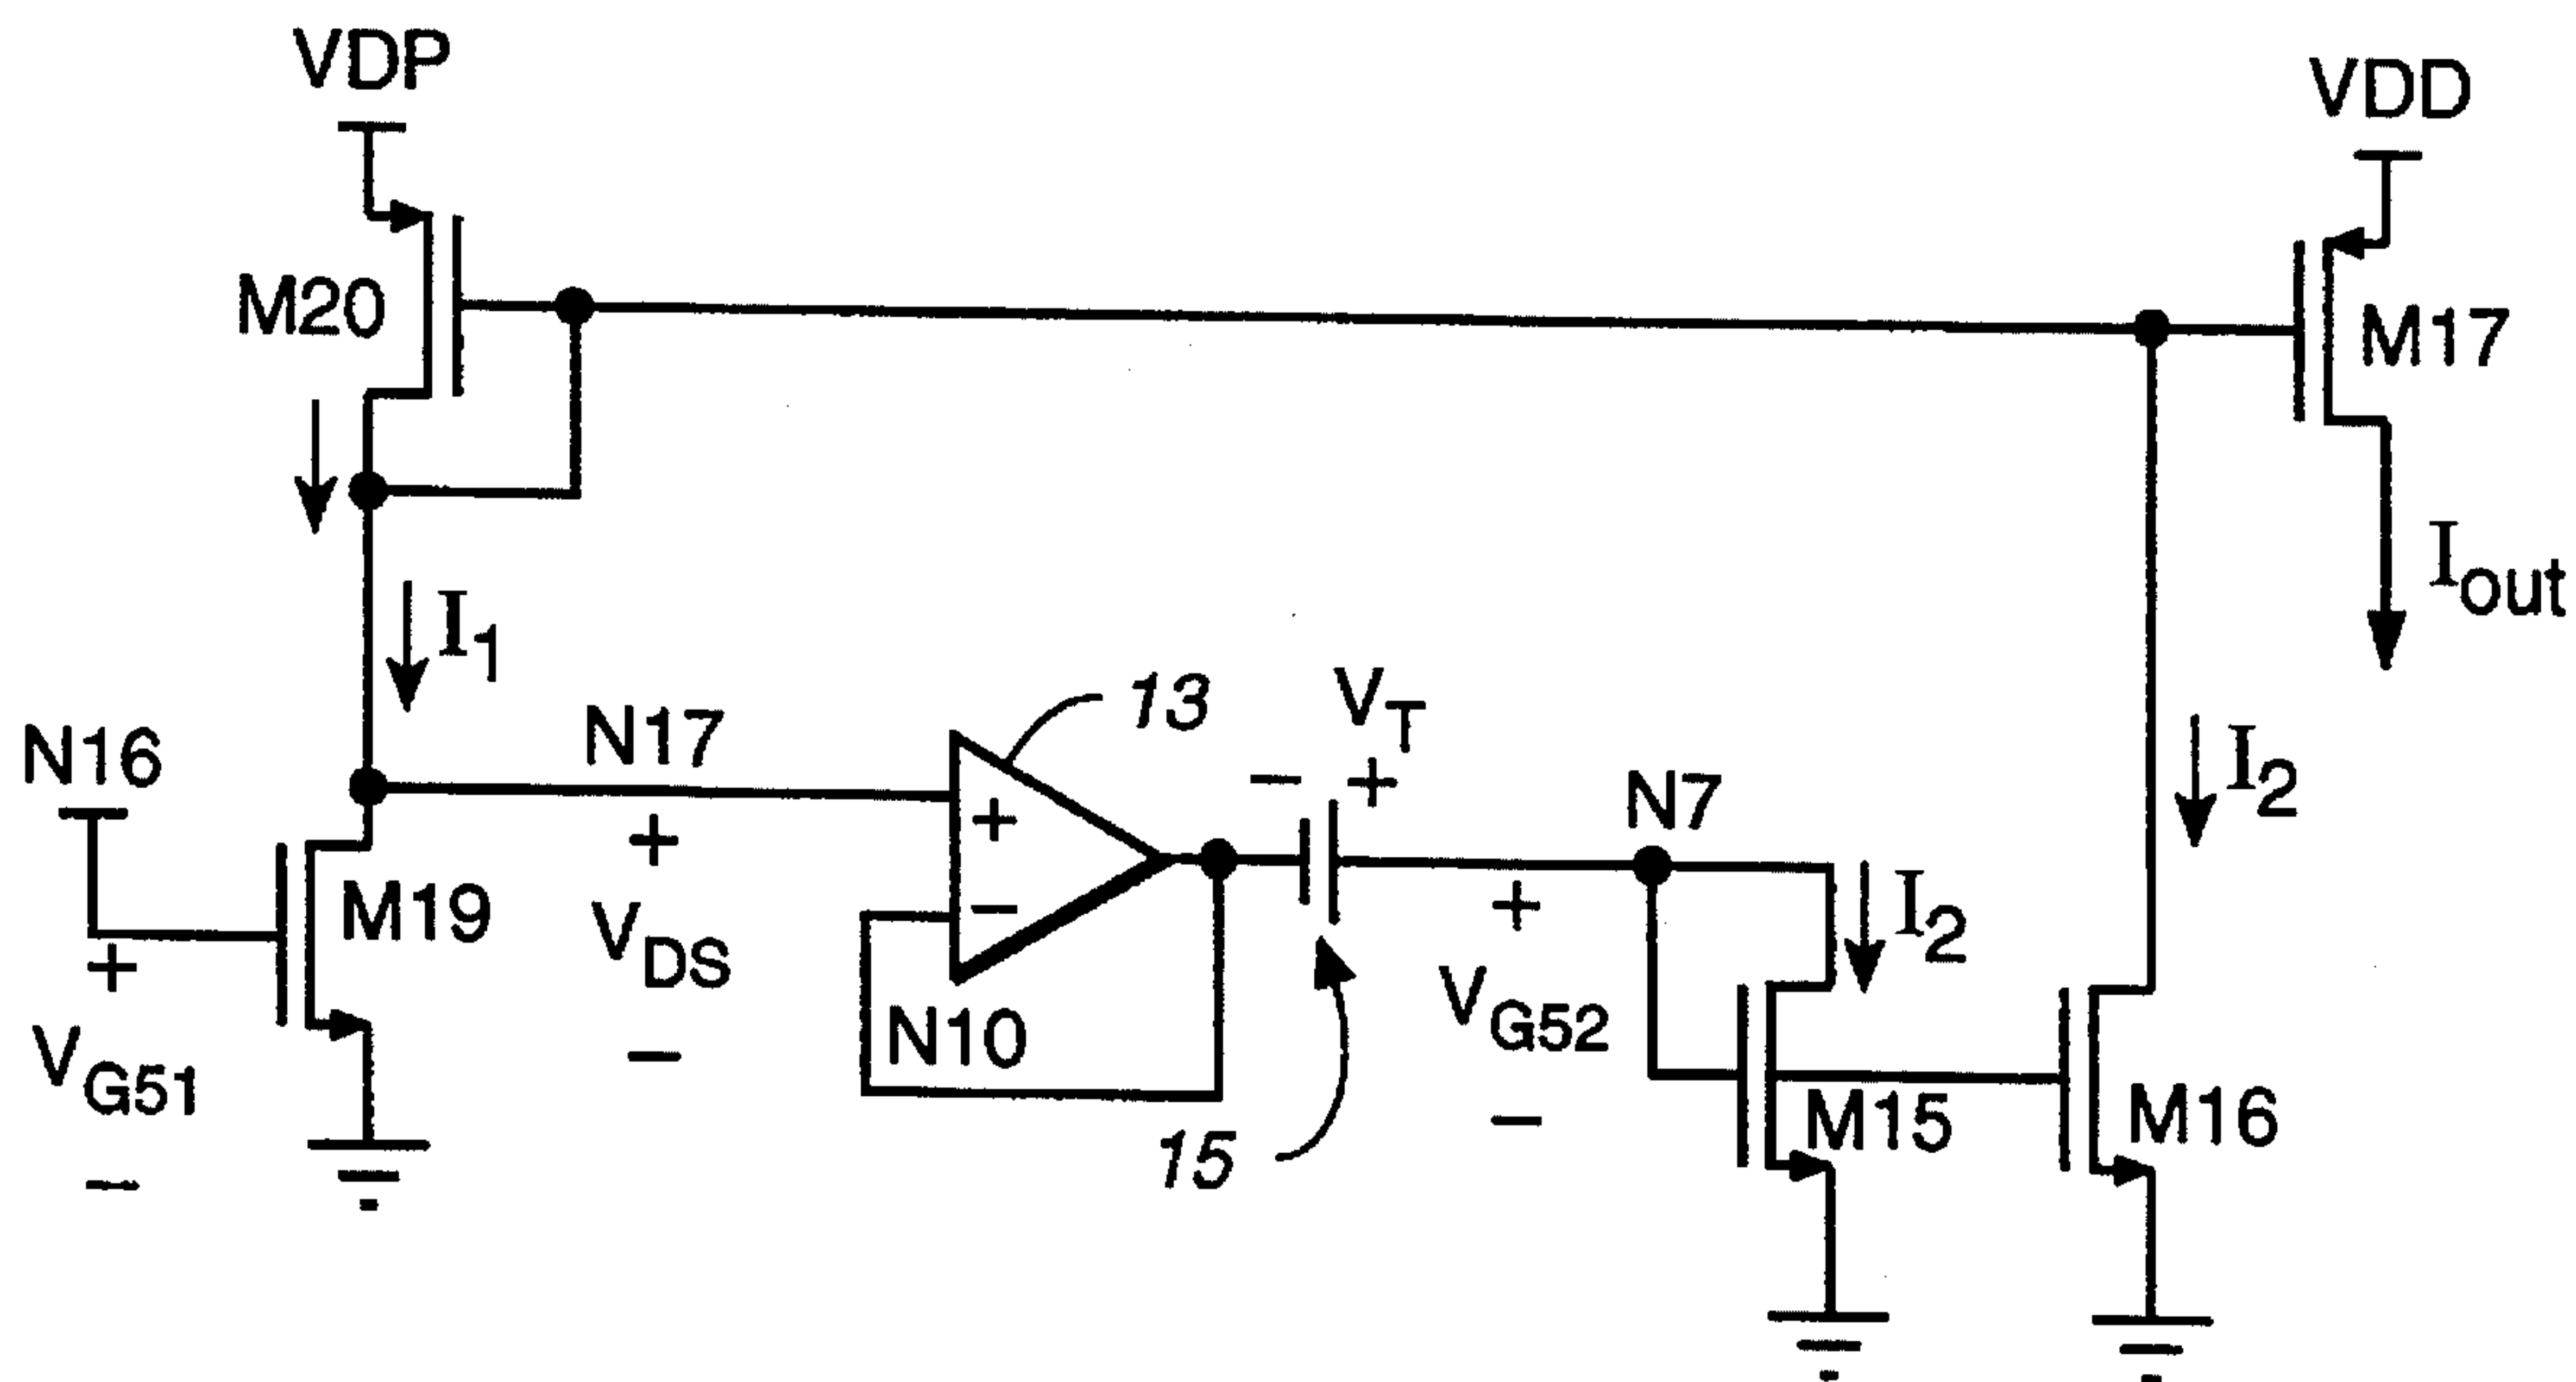 VDP
VDD
M20
M17
Iout
I1
I2
N16
N17
13
VT
− +
N7
I2
M19
+
−
+
VDS
−
+
VG51
−
N10
+
VG52
−
15
M15
M16